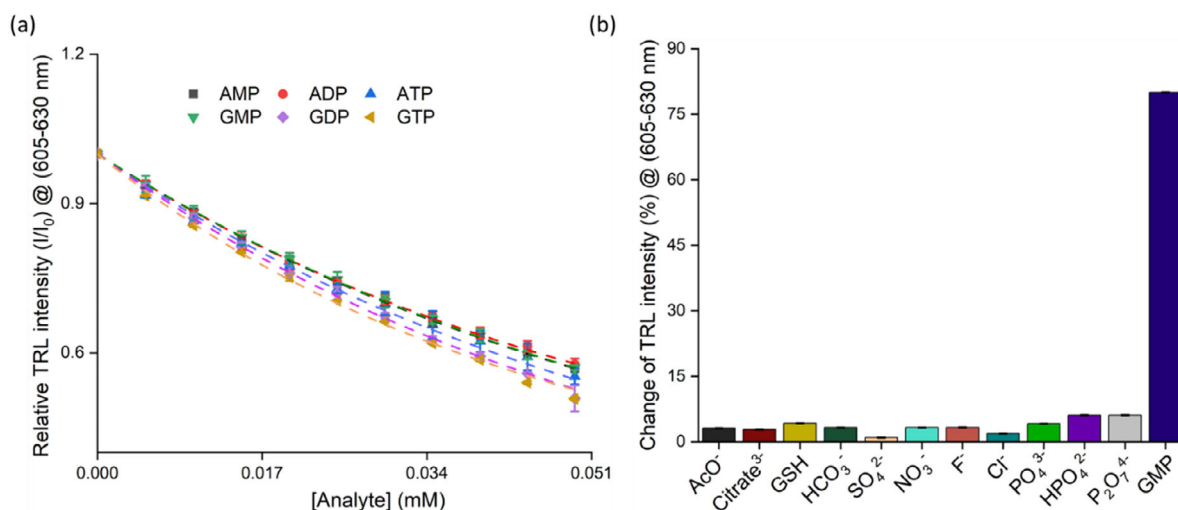 (a)
Relative TRL intensity (I/I₀) @ (605-630 nm)
1.2
0.9
0.6
AMP ADP ATP
GMP GDP GTP
0.000 0.017 0.034 0.051
[Analyte] (mM)
(b)
Change of TRL intensity (%) @ (605-630 nm)
90
75
45
15
0
AcO⁻ Citrate³⁻ GSH HCO₃⁻ SO₄²⁻ NO₃⁻ F⁻ Cl⁻ PO₄³⁻ HPO₄²⁻ P₂O₇⁴⁻ GMP